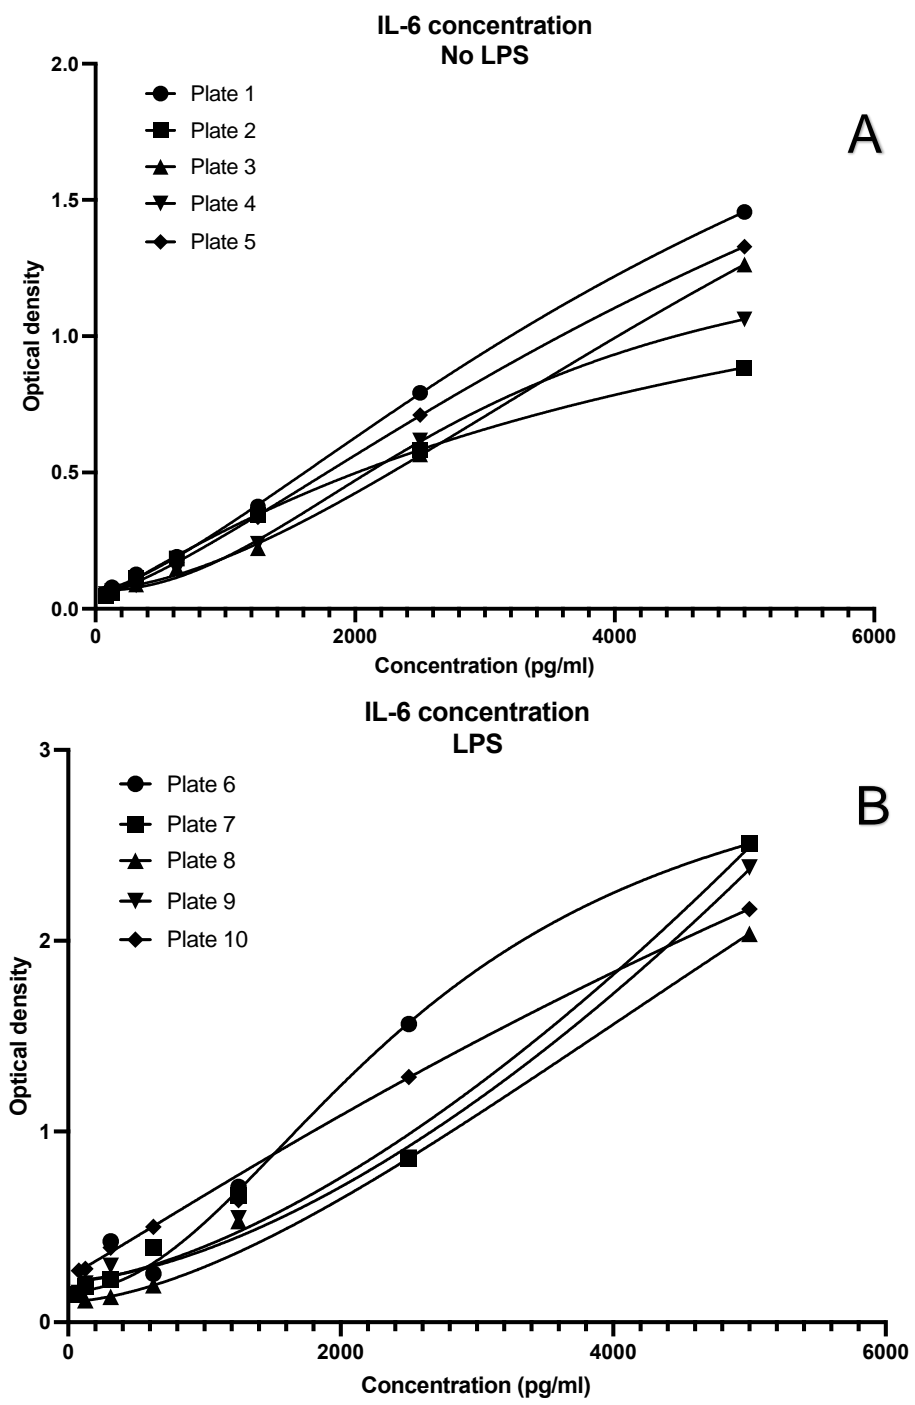 IL-6 concentration
No LPS
2.0
1.5
1.0
0.5
0.0
Optical density
Plate 1
Plate 2
Plate 3
Plate 4
Plate 5
A
0 2000 4000 6000
Concentration (pg/ml)
IL-6 concentration
LPS
3
2
1
0
Optical density
Plate 6
Plate 7
Plate 8
Plate 9
Plate 10
B
0 2000 4000 6000
Concentration (pg/ml)